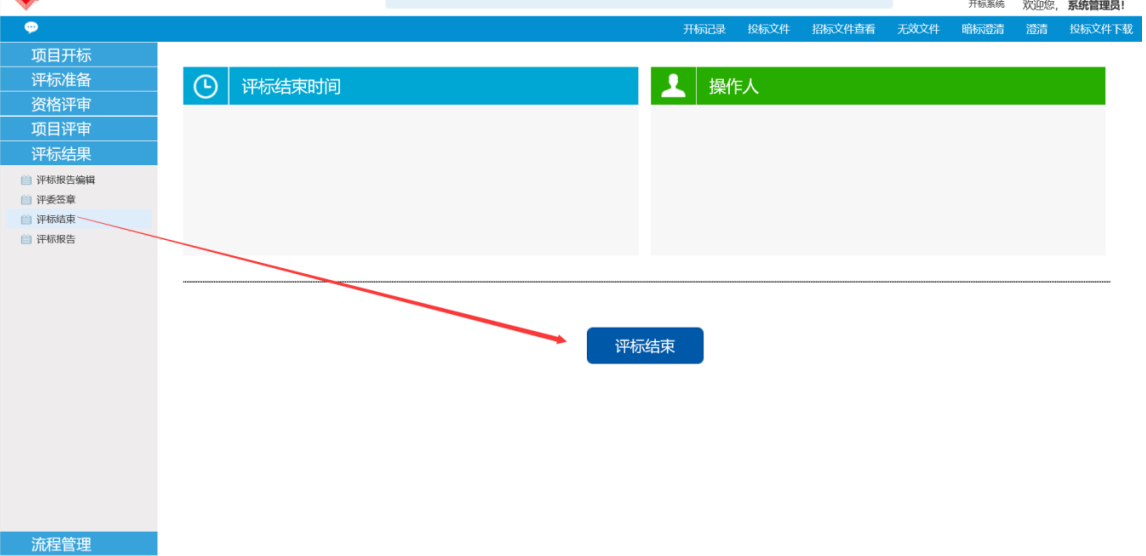 开标系统 欢迎您，系统管理员!
开标记录 投标文件 招标文件查看 无效文件 暗标澄清 澄清 投标文件下载
项目开标
评标准备
资格评审
项目评审
评标结果
评标报告编辑
评委签章
评标结束
评标报告
流程管理
评标结束时间
操作人
评标结束